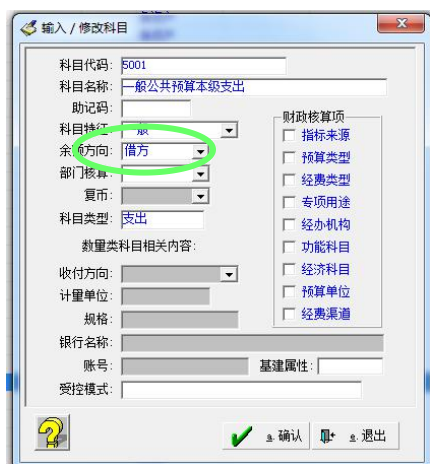 输入 / 修改科目
科目代码: 5001
科目名称: 一般公共预算本级支出
助记码:
科目特征: 一般
余额方向: 借方
部门核算:
复币:
科目类型: 支出
数量类科目相关内容:
收付方向:
计量单位:
规格:
银行名称:
账号:
基建属性:
受控模式:
财政核算项
指标来源
预算类型
经费类型
专项用途
经办机构
功能科目
经济科目
预算单位
经费渠道
a.确认
e.退出